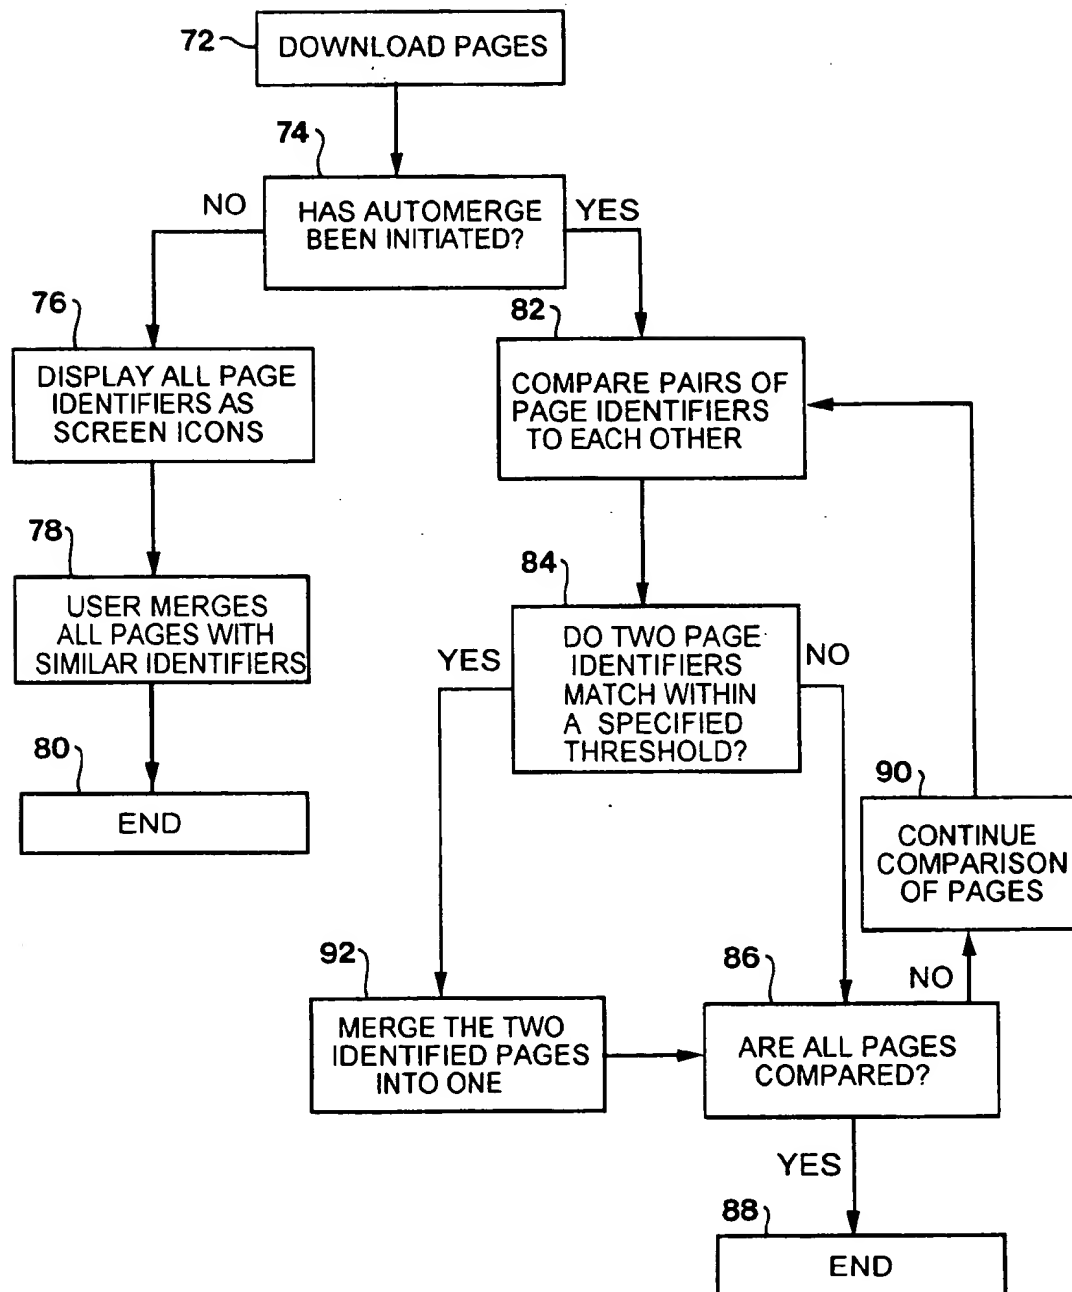 72
DOWNLOAD PAGES
74
NO
HAS AUTOMERGE
BEEN INITIATED?
YES
76
DISPLAY ALL PAGE
IDENTIFIERS AS
SCREEN ICONS
82
COMPARE PAIRS OF
PAGE IDENTIFIERS
TO EACH OTHER
78
USER MERGES
ALL PAGES WITH
SIMILAR IDENTIFIERS
84
YES
DO TWO PAGE
IDENTIFIERS
MATCH WITHIN
A SPECIFIED
THRESHOLD?
NO
80
END
90
CONTINUE
COMPARISON
OF PAGES
92
MERGE THE TWO
IDENTIFIED PAGES
INTO ONE
86
NO
ARE ALL PAGES
COMPARED?
YES
88
END